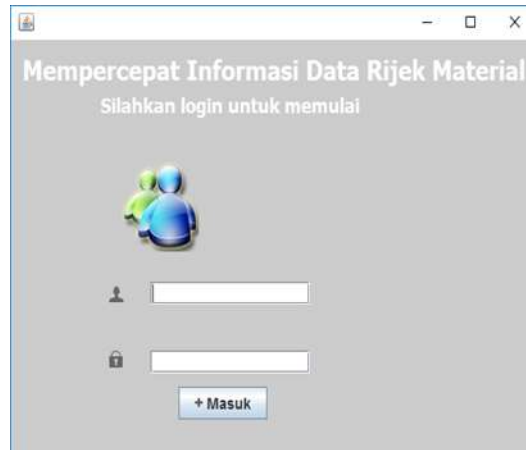 Mempercepat Informasi Data Rijek Material
Silahkan login untuk memulai
+ Masuk